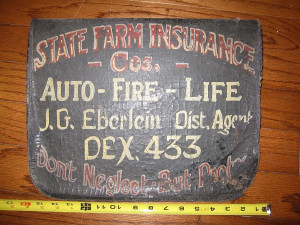 STATE FARM INSURANCE
- Cos. -
AUTO - FIRE - LIFE
J.G. Eberlein Dist. Agent
DEX. 433
Dont Neglect But